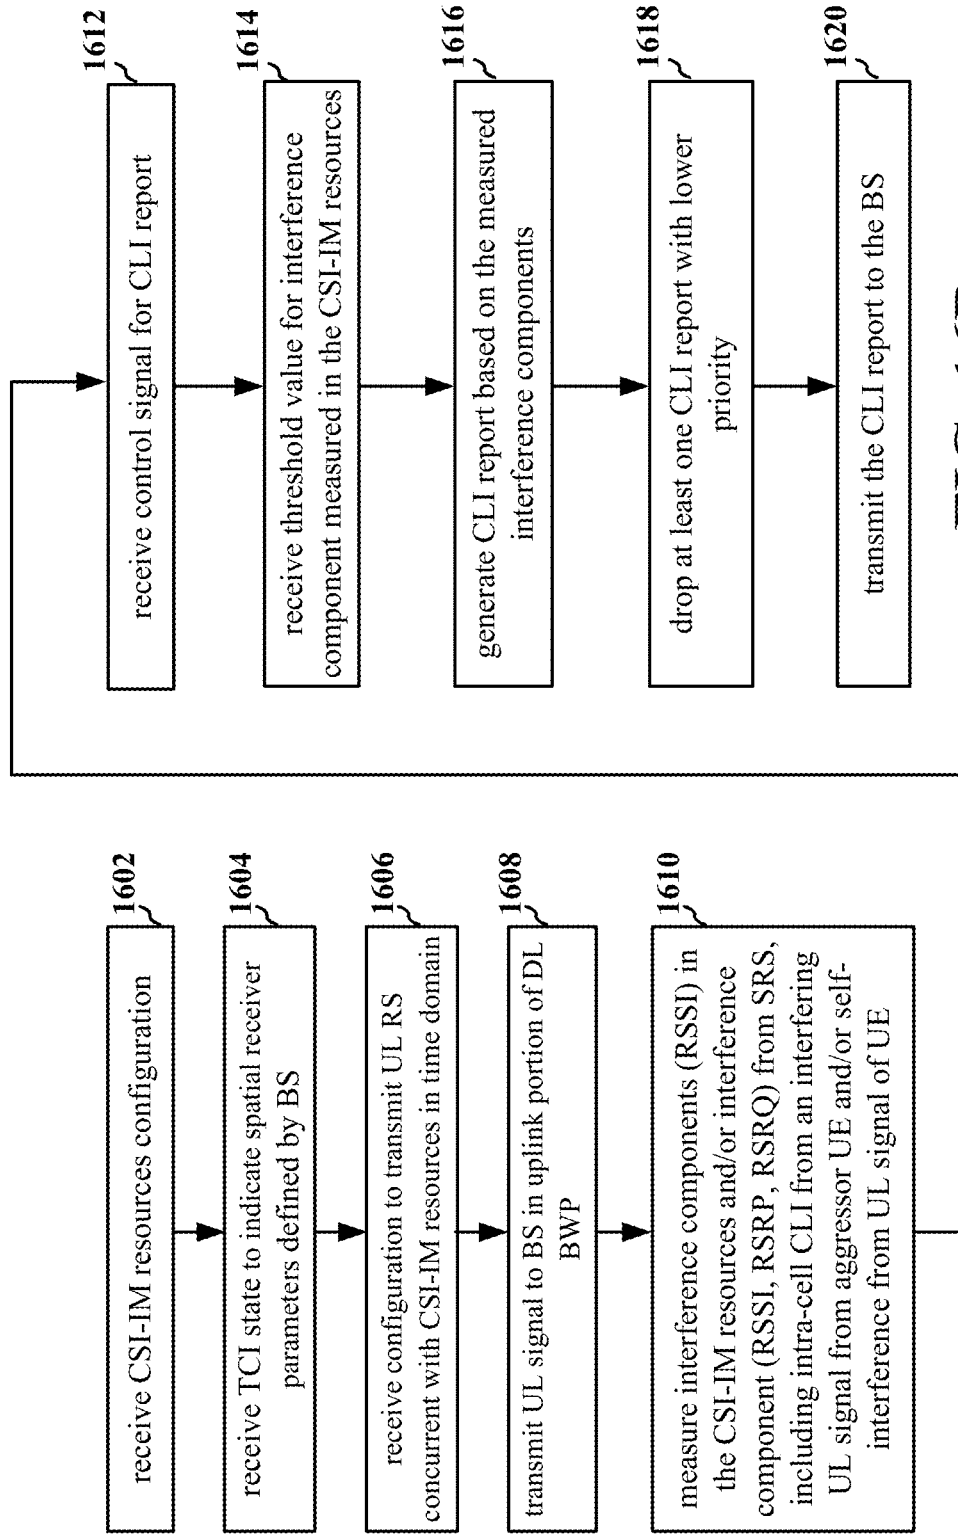 1602
receive CSI-IM resources configuration
1604
receive TCI state to indicate spatial receiver
parameters defined by BS
1606
receive configuration to transmit UL RS
concurrent with CSI-IM resources in time domain
1608
transmit UL signal to BS in uplink portion of DL
BWP
1610
measure interference components (RSSI) in
the CSI-IM resources and/or interference
component (RSSI, RSRP, RSRQ) from SRS,
including intra-cell CLI from an interfering
UL signal from aggressor UE and/or self-
interference from UL signal of UE
1612
receive control signal for CLI report
1614
receive threshold value for interference
component measured in the CSI-IM resources
1616
generate CLI report based on the measured
interference components
1618
drop at least one CLI report with lower
priority
1620
transmit the CLI report to the BS